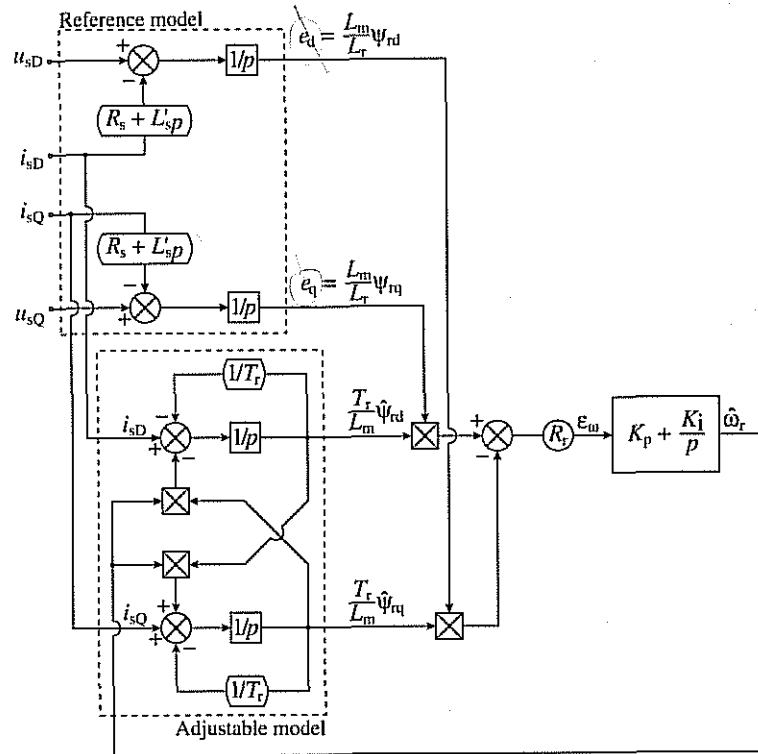 Reference model
e_d = L_m/L_r ψ_rd
u_sD
+
−
1/p
(R_s + L'_s p)
i_sD
i_sQ
(R_s + L'_s p)
−
e_q = L_m/L_r ψ_rq
u_sQ
+
1/p
(1/T_r)
−
i_sD
+
−
1/p
T_r/L_m ψ̂_rd
+
−
R_r
ε_ω
K_p + K_i/p
ω̂_r
i_sQ
+
+
−
1/p
T_r/L_m ψ̂_rq
(1/T_r)
Adjustable model